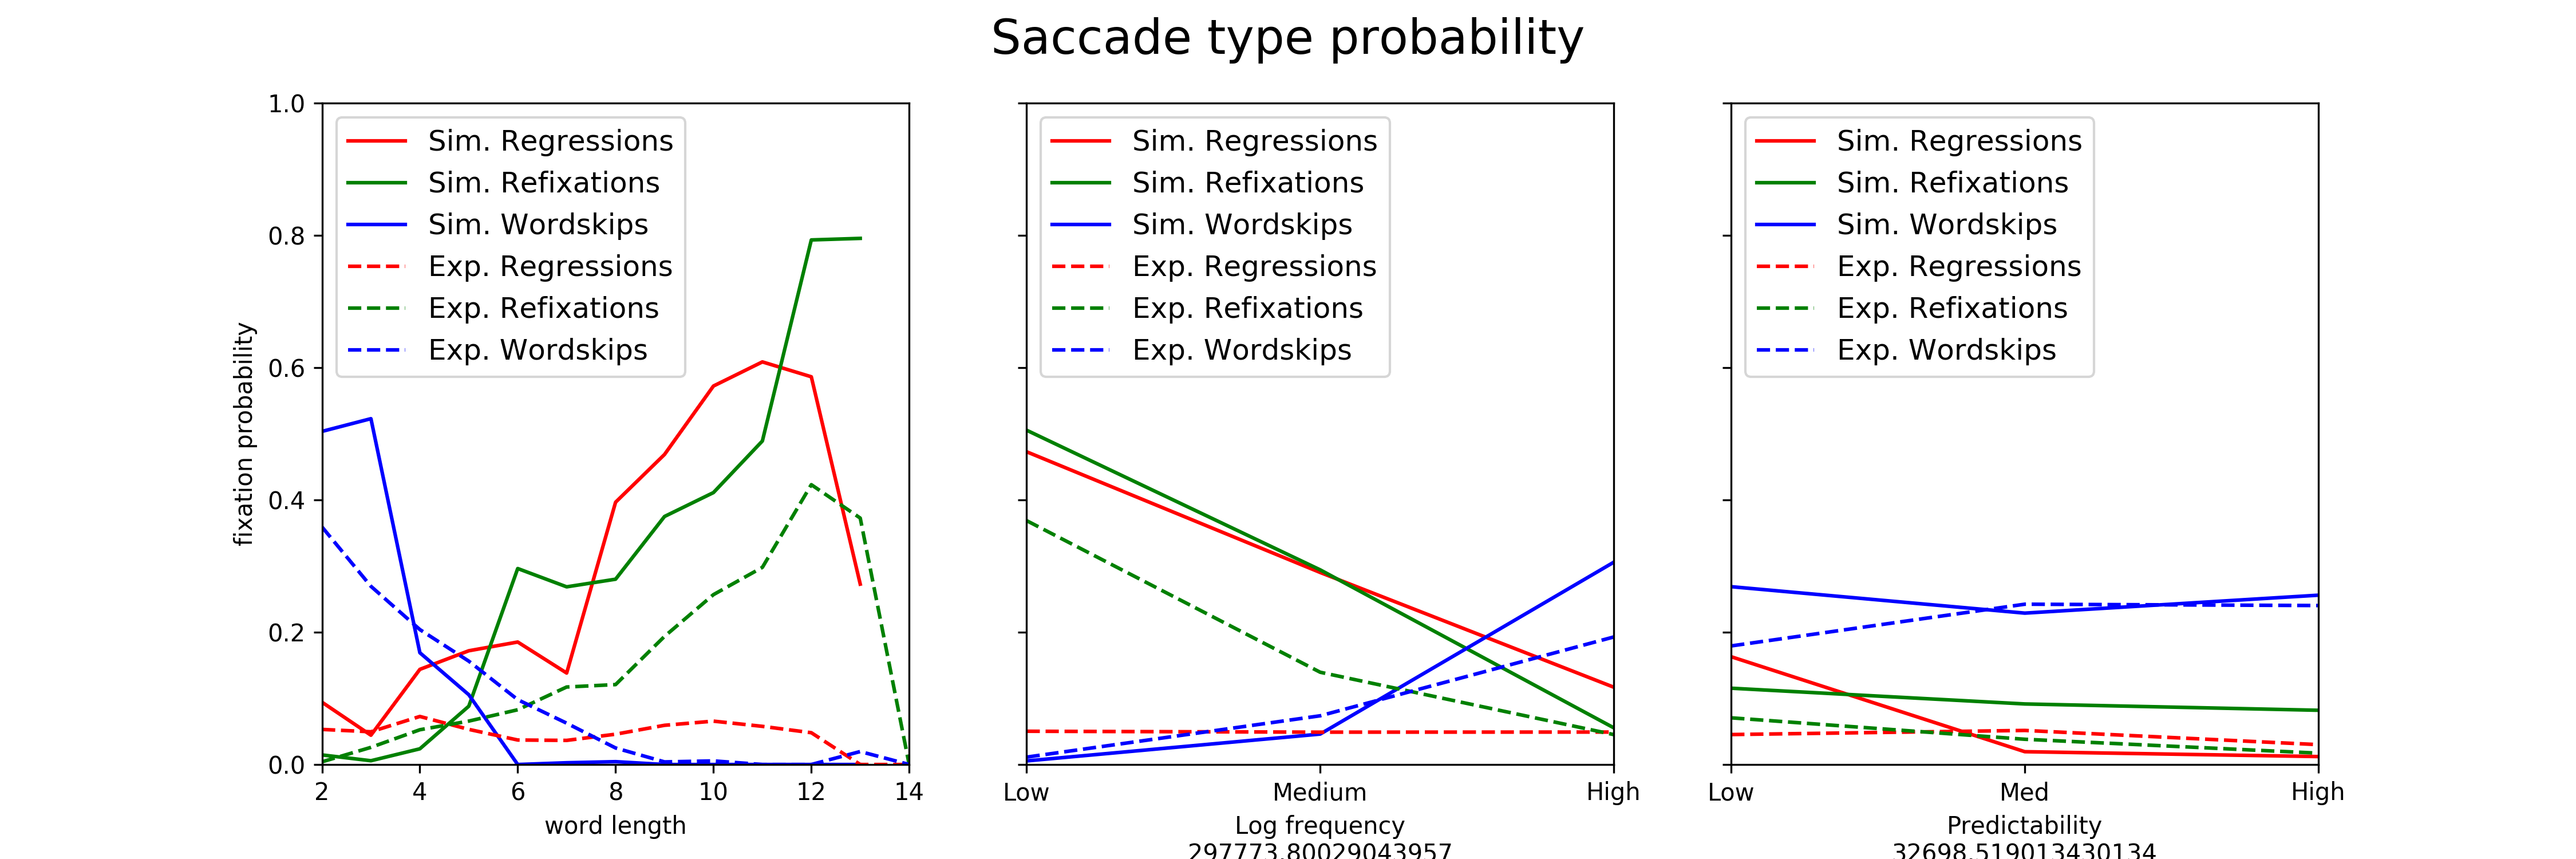 Saccade type probability
fixation probability
1.0
0.8
0.6
0.4
0.2
0.0
Sim. Regressions
Sim. Refixations
Sim. Wordskips
Exp. Regressions
Exp. Refixations
Exp. Wordskips
2 4 6 8 10 12 14
word length
Sim. Regressions
Sim. Refixations
Sim. Wordskips
Exp. Regressions
Exp. Refixations
Exp. Wordskips
Low Medium High
Log frequency
297773.80029043957
Sim. Regressions
Sim. Refixations
Sim. Wordskips
Exp. Regressions
Exp. Refixations
Exp. Wordskips
Low Med High
Predictability
32698.519013430134